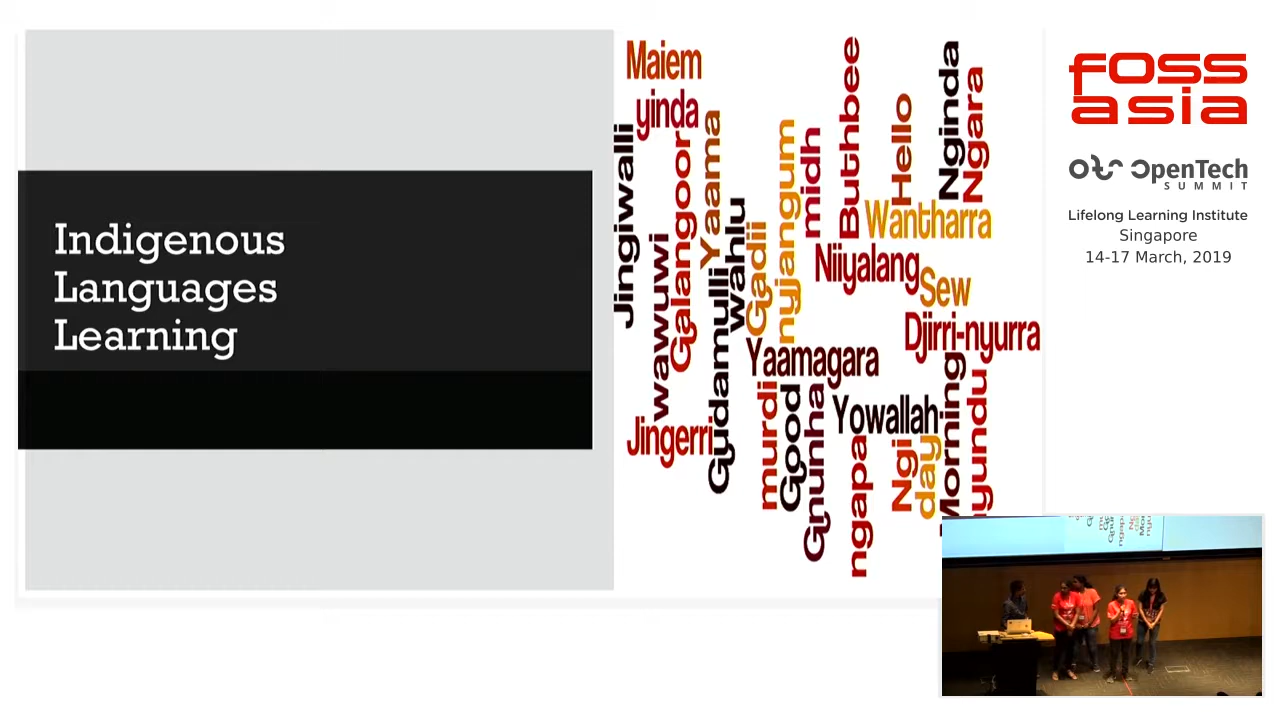 Indigenous
Languages
Learning
Maiem
yinda
Jingiwalli
wawuwi
Galangoor
Yaama
Gudamulli
wahlu
Gadii
nyjangum
midh
Buthbee
Hello
Nginda
Ngara
Wantharra
Niiyalang
Sew
Djirri-nyurra
Yaamagara
Jingerri
murdi
Good
Gnunha
Yowallah
ngapa
Ngi
day
Morning
foss
asia
OpenTech
SUMMIT
Lifelong Learning Institute
Singapore
14-17 March, 2019